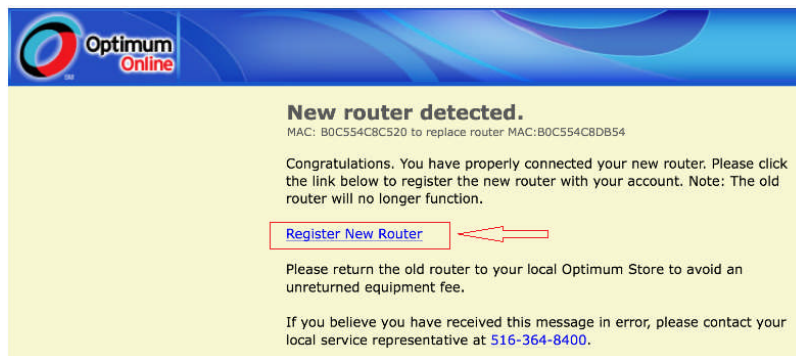 Optimum
Online
SM
New router detected.
MAC: B0C554C8C520 to replace router MAC:B0C554C8DB54
Congratulations. You have properly connected your new router. Please click
the link below to register the new router with your account. Note: The old
router will no longer function.
Register New Router
Please return the old router to your local Optimum Store to avoid an
unreturned equipment fee.
If you believe you have received this message in error, please contact your
local service representative at 516-364-8400.